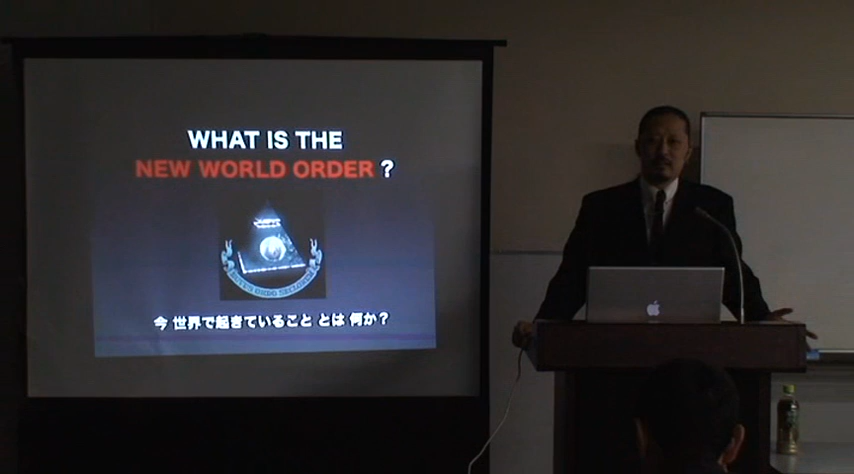 WHAT IS THE
NEW WORLD ORDER ?
今 世界で起きていること とは 何か？